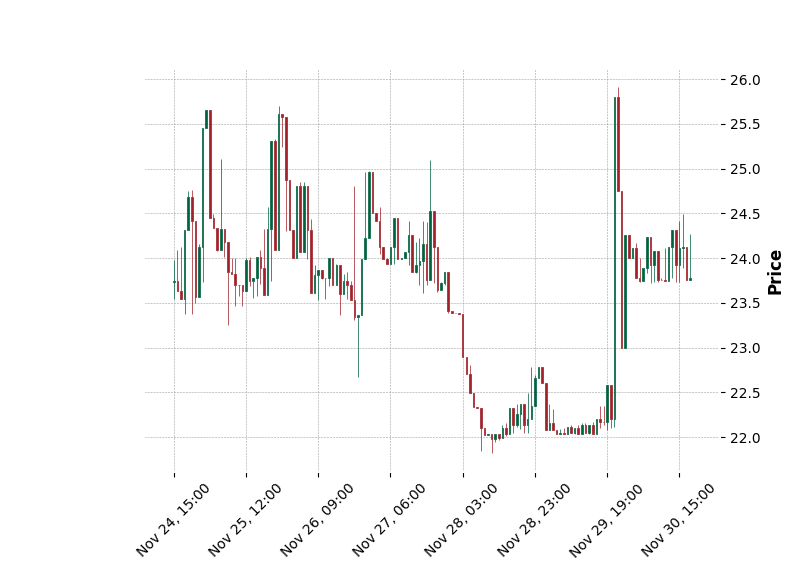 26.0
25.5
25.0
24.5
24.0
23.5
23.0
22.5
22.0
Price
Nov 24, 15:00
Nov 25, 12:00
Nov 26, 09:00
Nov 27, 06:00
Nov 28, 03:00
Nov 28, 23:00
Nov 29, 19:00
Nov 30, 15:00